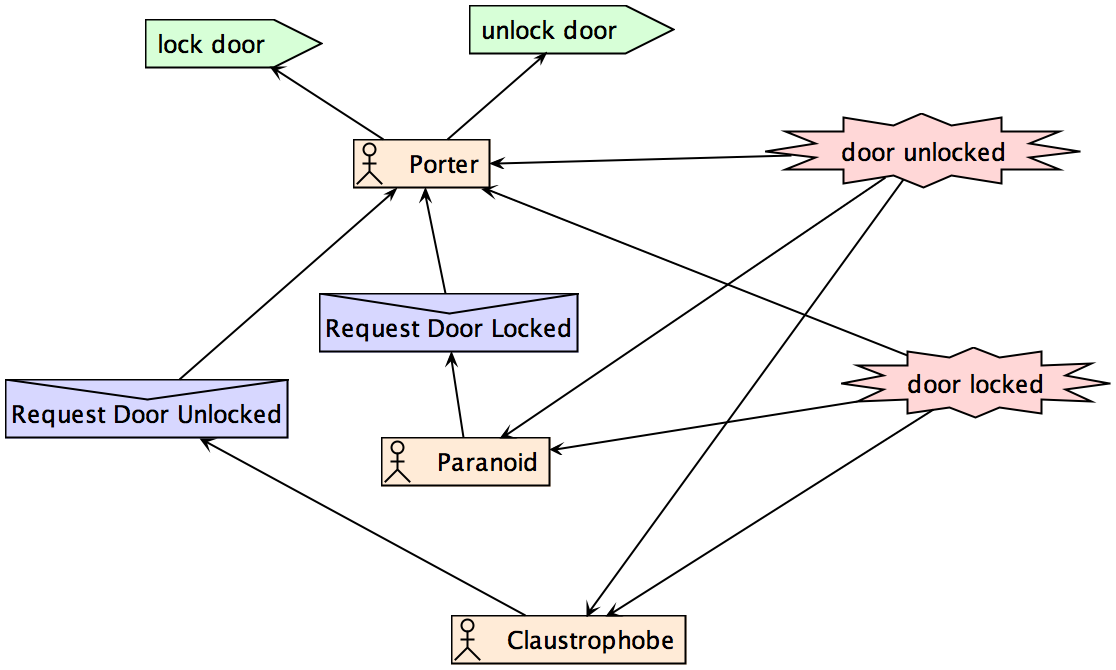 lock door
unlock door
Porter
door unlocked
Request Door Locked
door locked
Request Door Unlocked
Paranoid
Claustrophobe